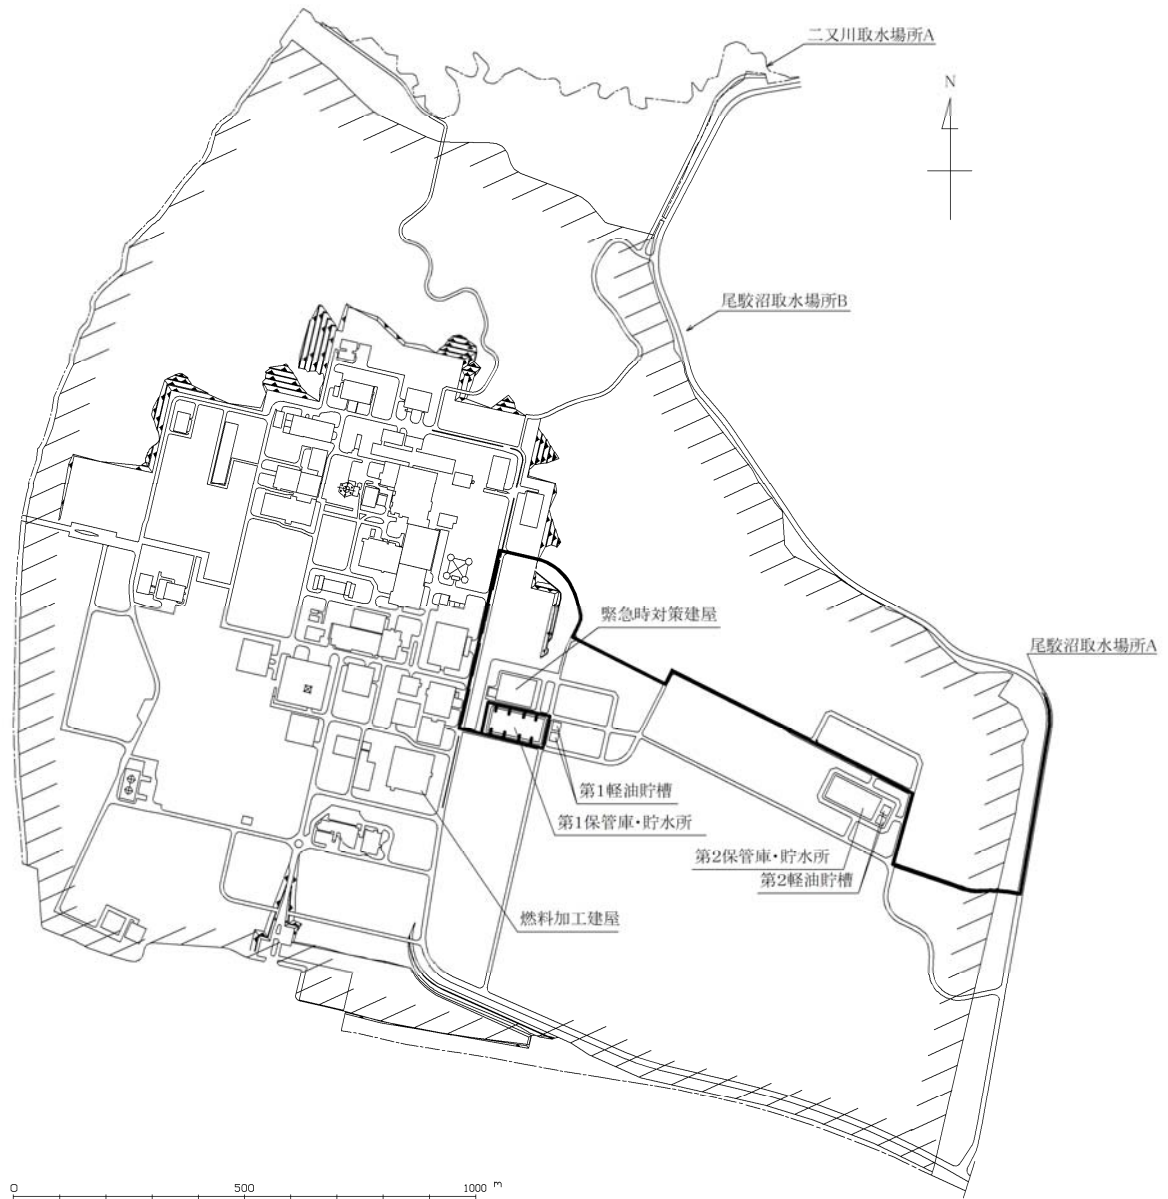 二又川取水場所A
N
尾駮沼取水場所B
緊急時対策建屋
尾駮沼取水場所A
第1軽油貯槽
第1保管庫・貯水所
第2保管庫・貯水所
第2軽油貯槽
燃料加工建屋
0 500 1000 m